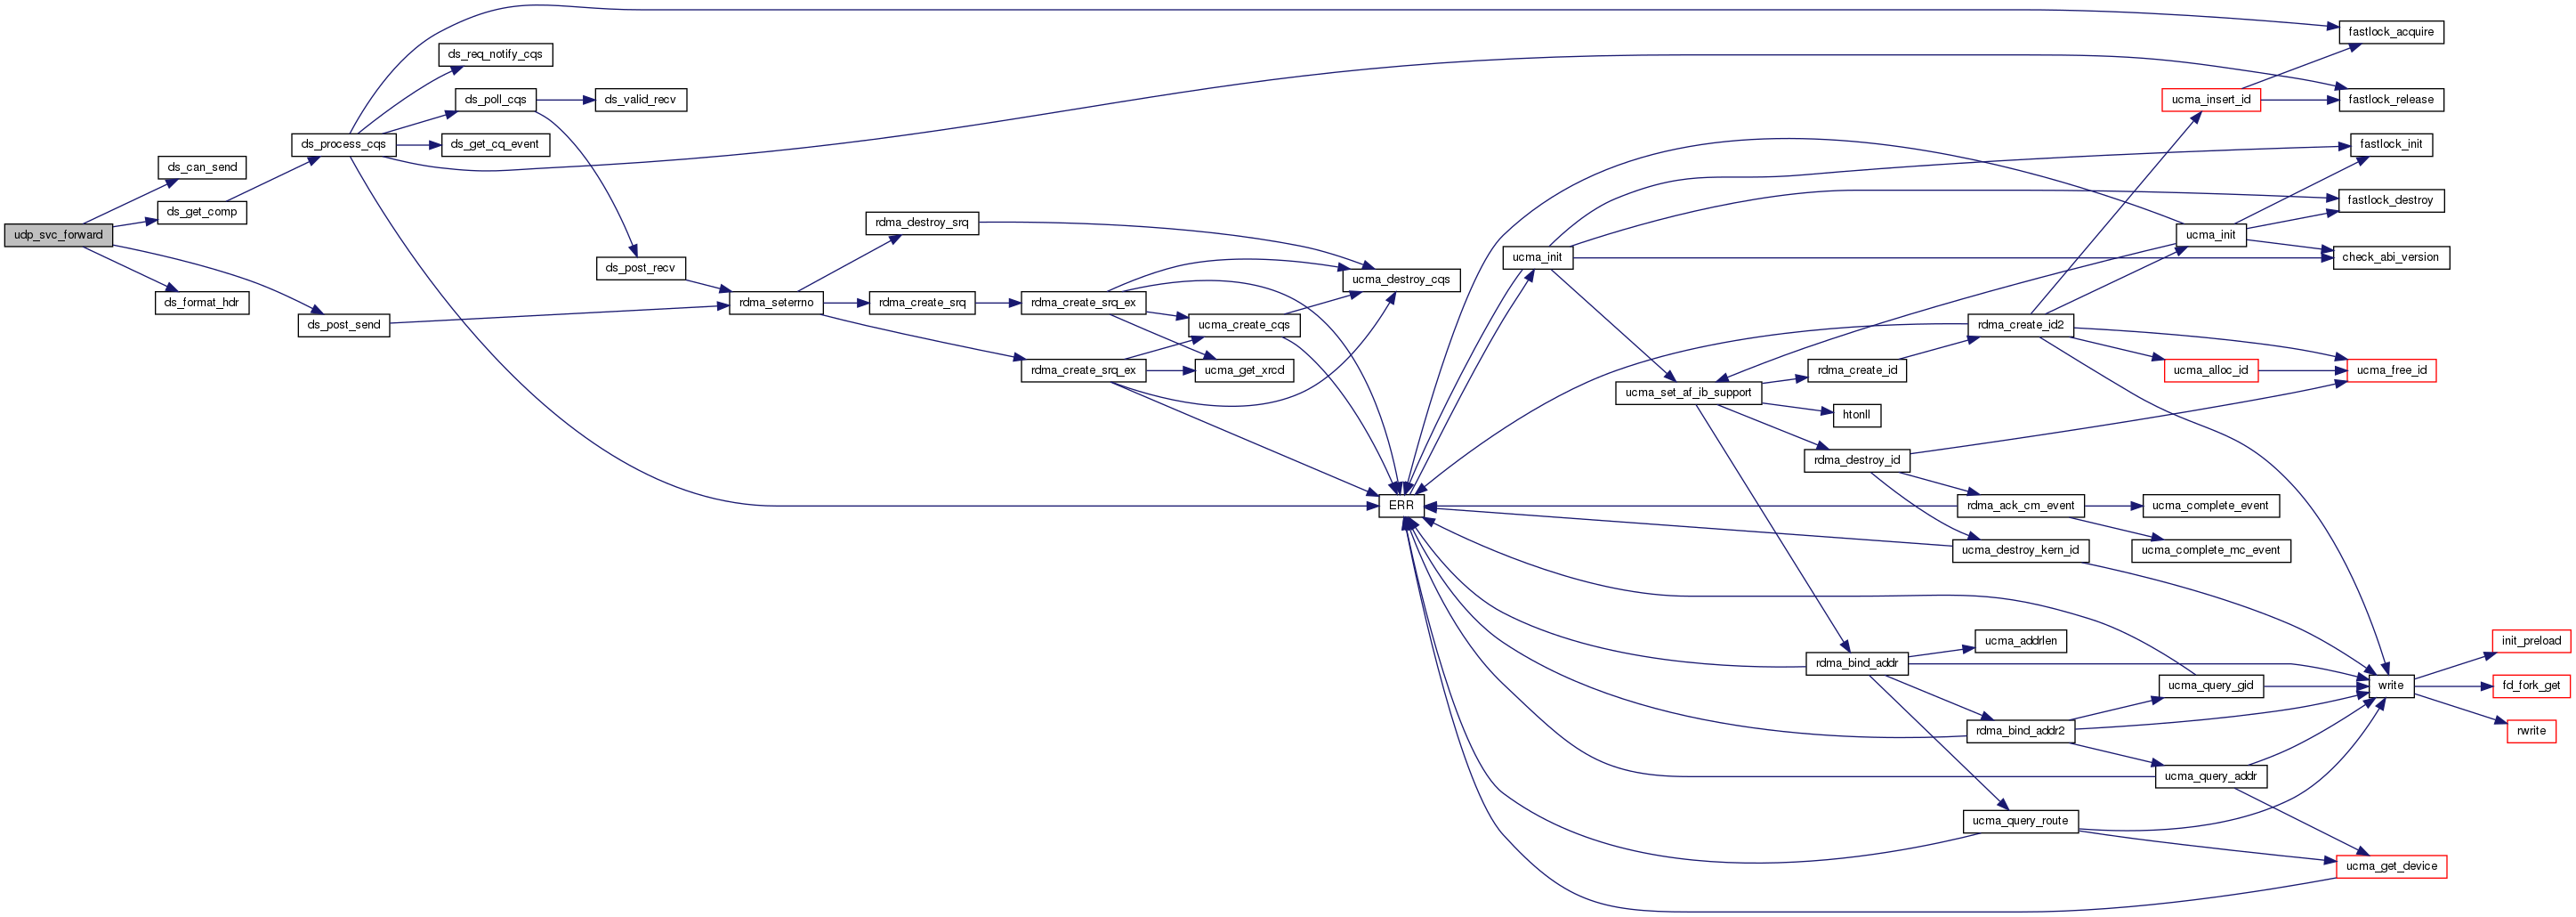 udp_svc_forward
ds_can_send
ds_get_comp
ds_format_hdr
ds_post_send
ds_process_cqs
ds_req_notify_cqs
ds_poll_cqs
ds_get_cq_event
ds_valid_recv
ds_post_recv
rdma_seterrno
rdma_destroy_srq
rdma_create_srq
rdma_create_srq_ex
rdma_create_srq_ex
ucma_destroy_cqs
ucma_create_cqs
ucma_get_xrcd
ERR
ucma_init
ucma_set_af_ib_support
rdma_create_id
htonll
rdma_destroy_id
rdma_bind_addr
rdma_create_id2
rdma_ack_cm_event
ucma_destroy_kern_id
ucma_addrlen
rdma_bind_addr2
ucma_query_route
ucma_insert_id
ucma_init
ucma_alloc_id
ucma_complete_event
ucma_complete_mc_event
ucma_query_gid
ucma_query_addr
fastlock_acquire
fastlock_release
fastlock_init
fastlock_destroy
check_abi_version
ucma_free_id
write
ucma_get_device
init_preload
fd_fork_get
rwrite